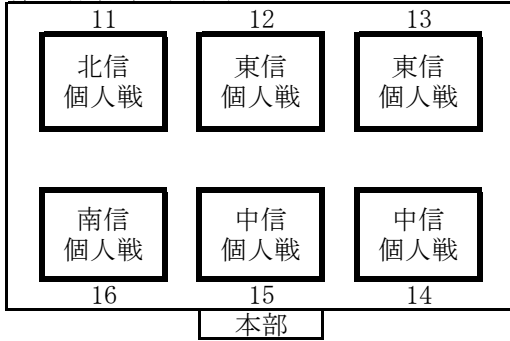 11 12 13
北信 東信 東信
個人戦 個人戦 個人戦
南信 中信 中信
個人戦 個人戦 個人戦
16 15 14
本部